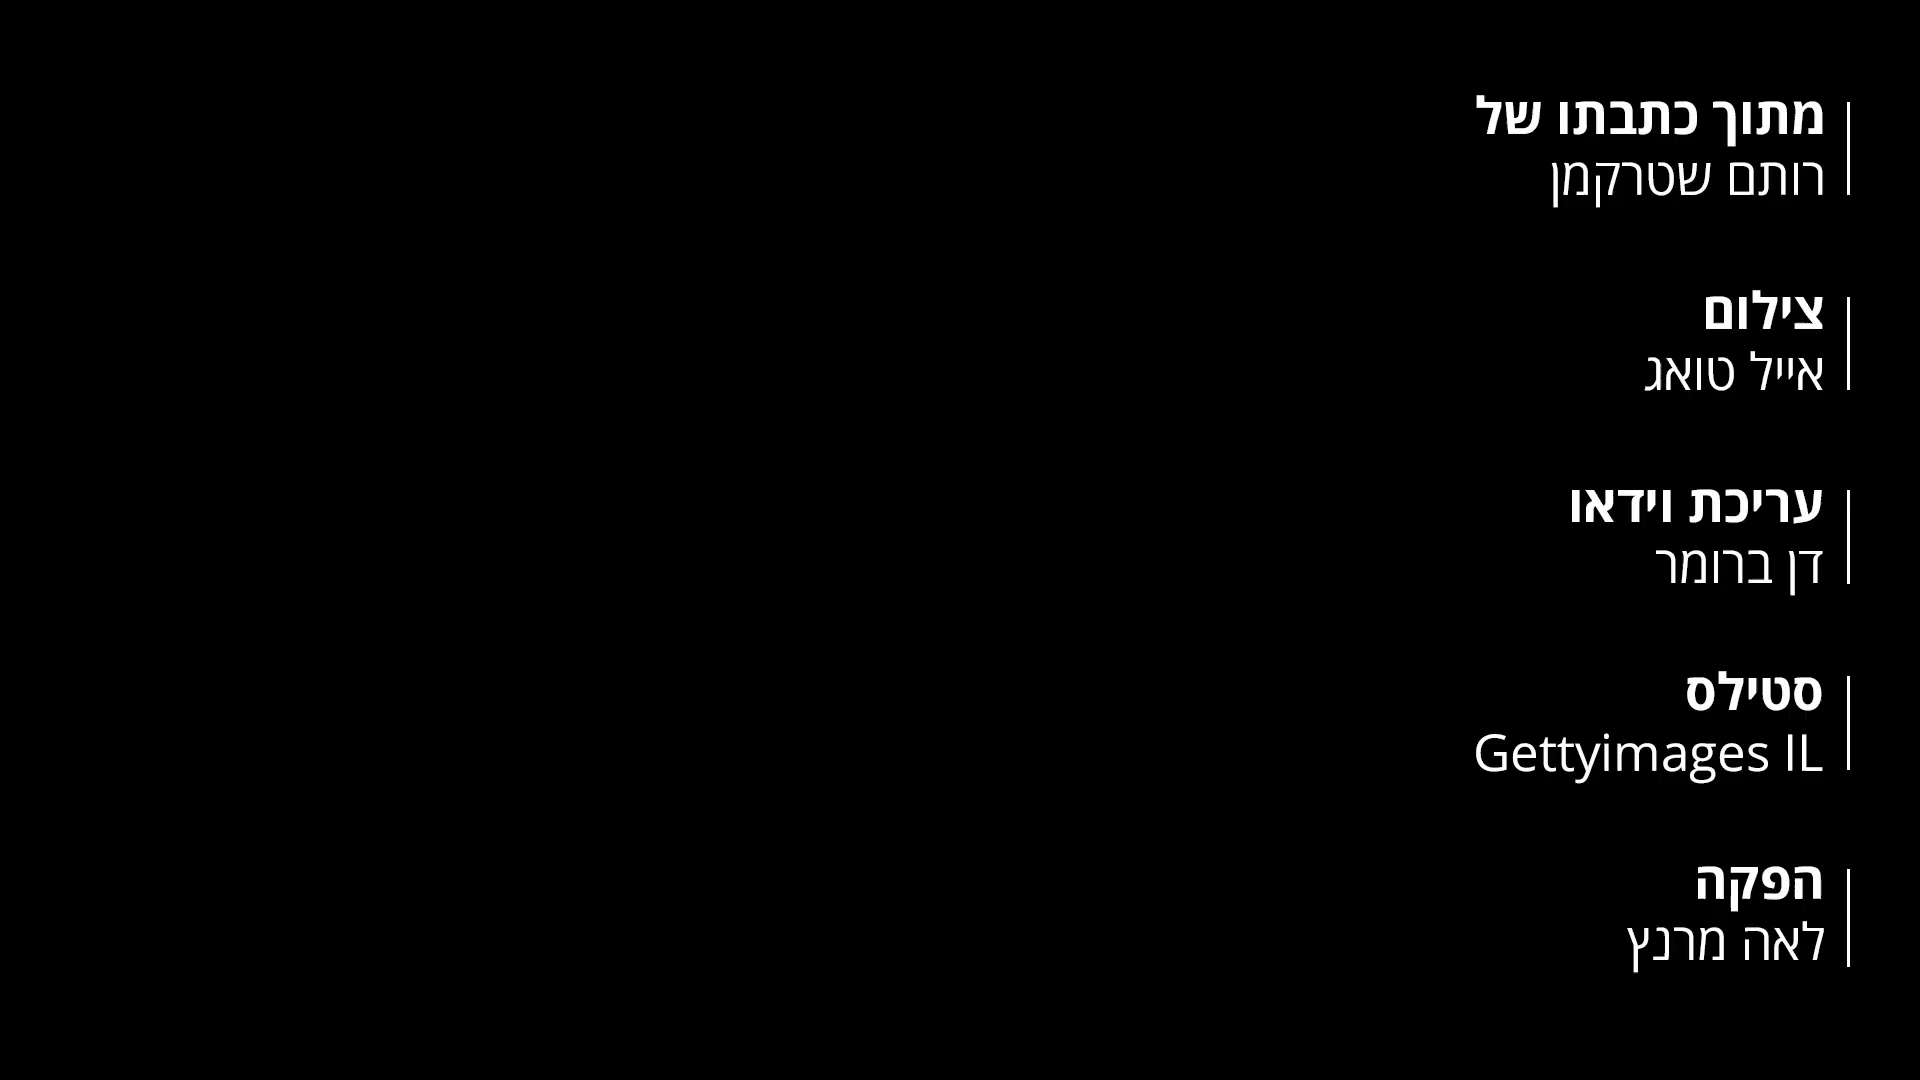 מתוך כתבתו של
רותם שטרקמן
צילום
אייל טואג
עריכת וידאו
דן ברומר
סטילס
Gettyimages IL
הפקה
לאה מרנץ